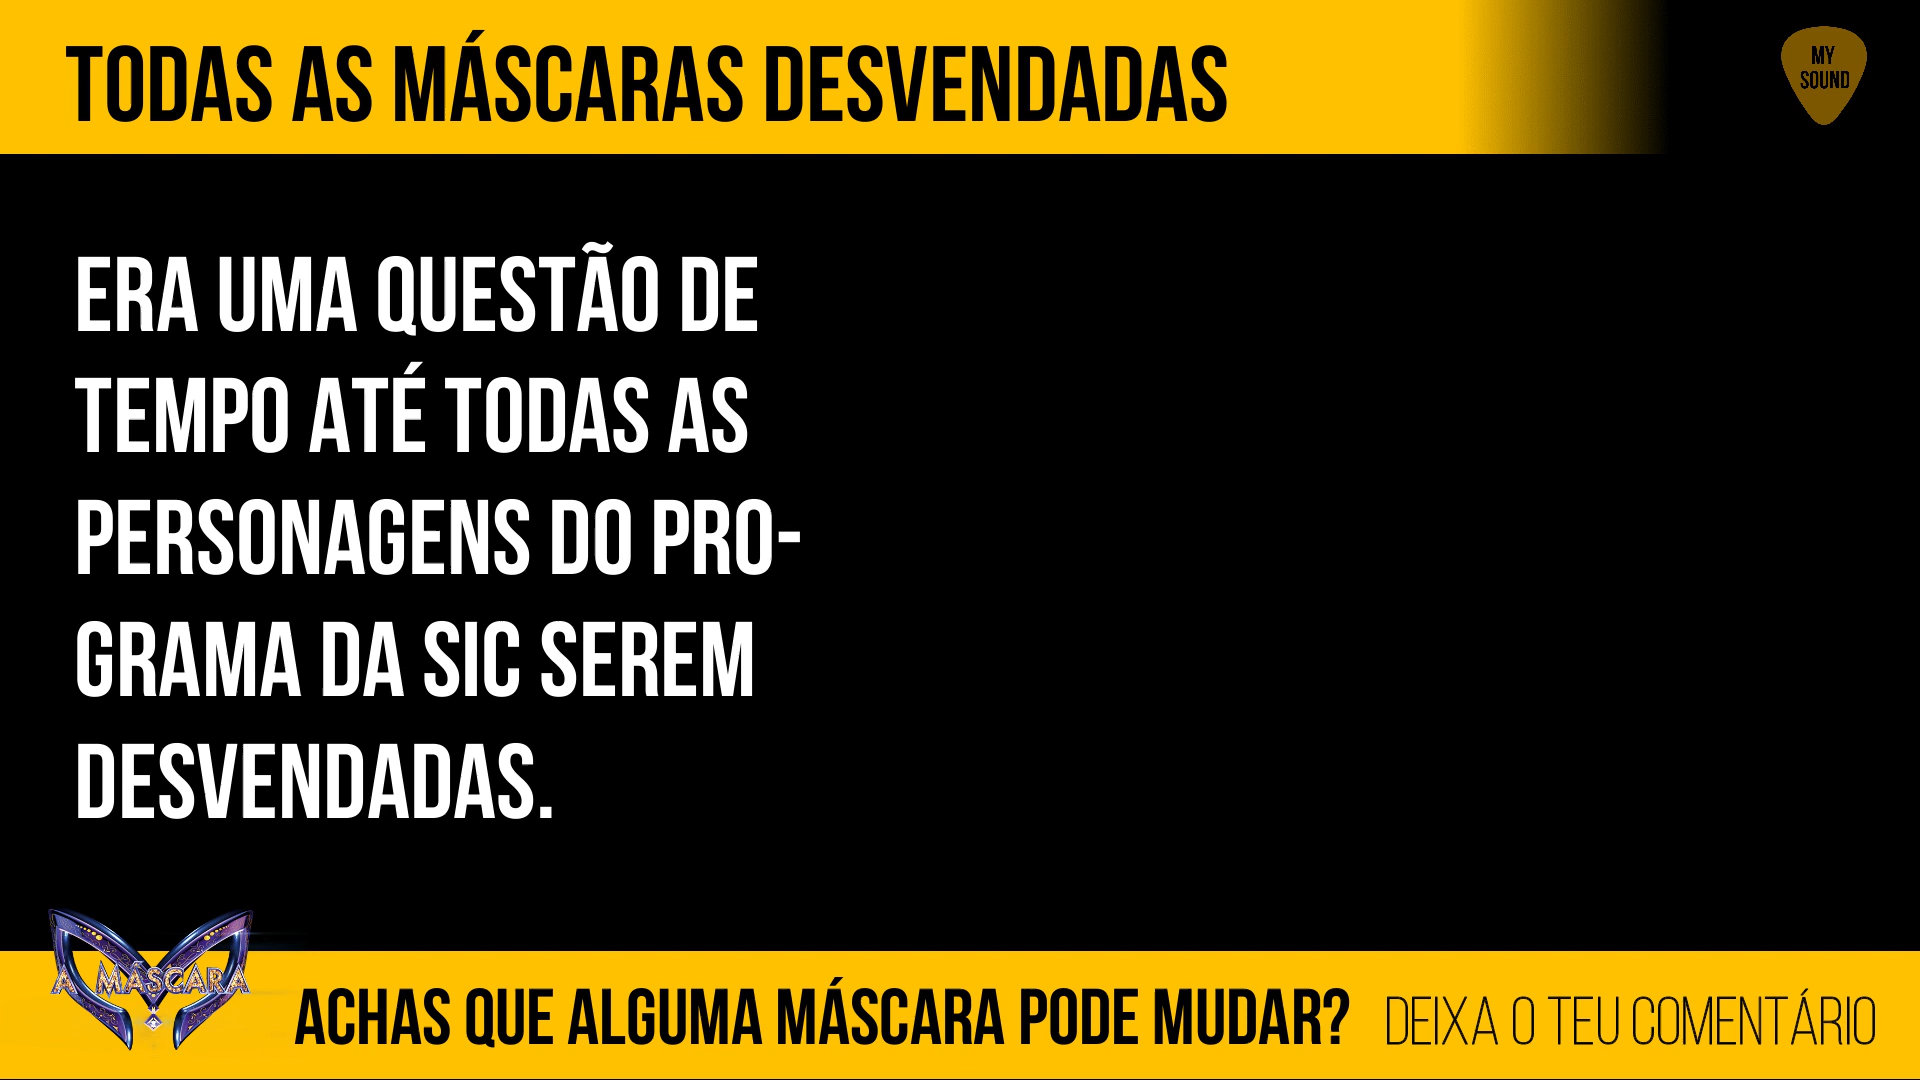 TODAS AS MÁSCARAS DESVENDADAS
MY
SOUND
ERA UMA QUESTÃO DE
TEMPO ATÉ TODAS AS
PERSONAGENS DO PRO-
GRAMA DA SIC SEREM
DESVENDADAS.
A MÁSCARA
ACHAS QUE ALGUMA MÁSCARA PODE MUDAR? DEIXA O TEU COMENTÁRIO